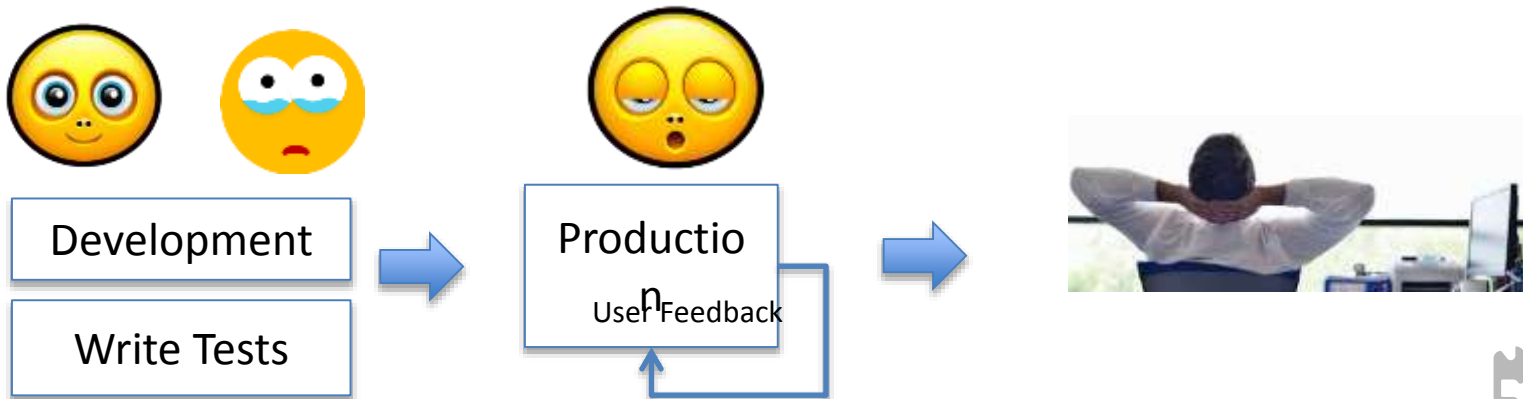 Development
Write Tests
Productio
n
User Feedback